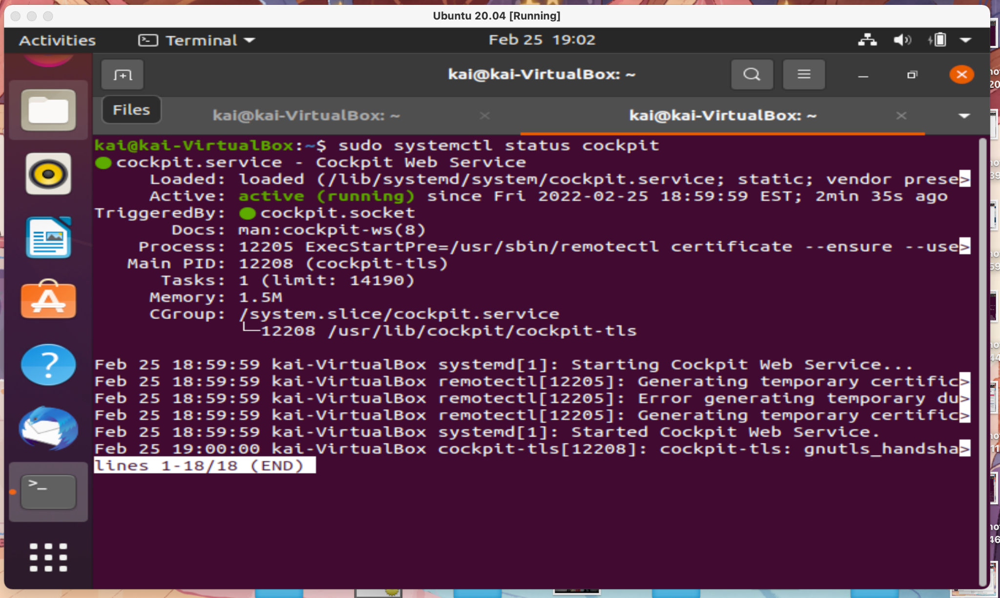 Ubuntu 20.04 [Running]
Activities
Terminal
Feb 25 19:02
kai@kai-VirtualBox: ~
Files
kai@kai-VirtualBox: ~
kai@kai-VirtualBox: ~
kai@kai-VirtualBox:~$ sudo systemctl status cockpit
cockpit.service - Cockpit Web Service
Loaded: loaded (/lib/systemd/system/cockpit.service; static; vendor prese>
Active: active (running) since Fri 2022-02-25 18:59:59 EST; 2min 35s ago
TriggeredBy: cockpit.socket
Docs: man:cockpit-ws(8)
Process: 12205 ExecStartPre=/usr/sbin/remotectl certificate --ensure --use>
Main PID: 12208 (cockpit-tls)
Tasks: 1 (limit: 14190)
Memory: 1.5M
CGroup: /system.slice/cockpit.service
└─12208 /usr/lib/cockpit/cockpit-tls
Feb 25 18:59:59 kai-VirtualBox systemd[1]: Starting Cockpit Web Service...
Feb 25 18:59:59 kai-VirtualBox remotectl[12205]: Generating temporary certific>
Feb 25 18:59:59 kai-VirtualBox remotectl[12205]: Error generating temporary du>
Feb 25 18:59:59 kai-VirtualBox remotectl[12205]: Generating temporary certific>
Feb 25 18:59:59 kai-VirtualBox systemd[1]: Started Cockpit Web Service.
Feb 25 19:00:00 kai-VirtualBox cockpit-tls[12208]: cockpit-tls: gnutls_handsha>
lines 1-18/18 (END)